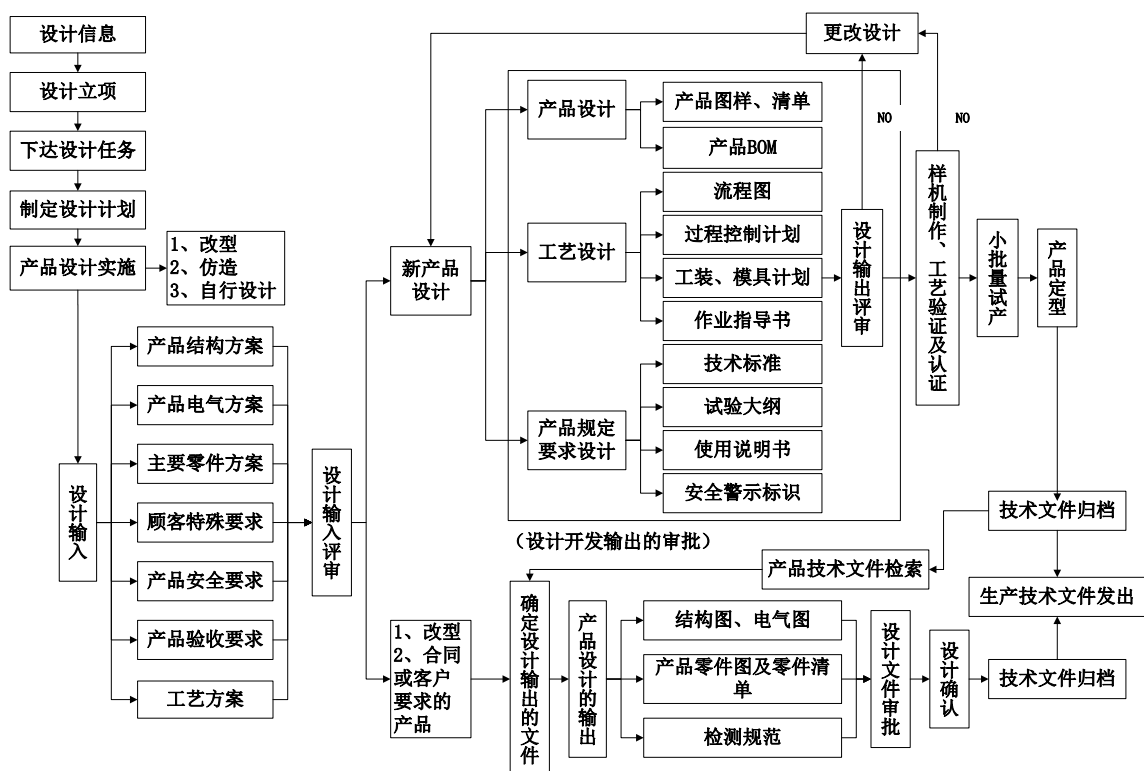 设计信息
设计立项
下达设计任务
制定设计计划
产品设计实施
1、改型
2、仿造
3、自行设计
设计输入
产品结构方案
产品电气方案
主要零件方案
顾客特殊要求
产品安全要求
产品验收要求
工艺方案
设计输入评审
更改设计
新产品
设计
产品设计
产品图样、清单
产品BOM
工艺设计
流程图
过程控制计划
工装、模具计划
作业指导书
产品规定
要求设计
技术标准
试验大纲
使用说明书
安全警示标识
(设计开发输出的审批)
设计输出评审
NO
NO
样机制作、工艺验证及认证
小批量试产
产品定型
技术文件归档
产品技术文件检索
生产技术文件发出
1、改型
2、合同
或客户
要求的
产品
确定设计输出的文件
产品设计的输出
结构图、电气图
产品零件图及零件清
单
检测规范
设计文件审批
设计确认
技术文件归档